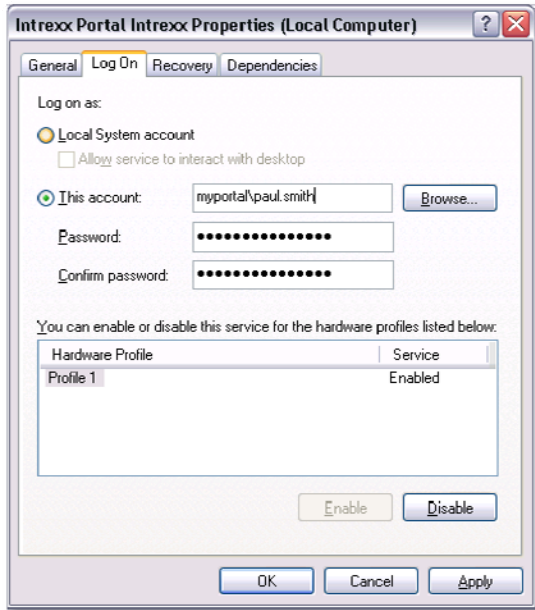 Intrexx Portal Intrexx Properties (Local Computer)
General Log On Recovery Dependencies
Log on as:
Local System account
Allow service to interact with desktop
This account: myportal\paul.smith Browse...
Password: •••••••••••••••
Confirm password: •••••••••••••••
You can enable or disable this service for the hardware profiles listed below:
Hardware Profile Service
Profile 1 Enabled
Enable Disable
OK Cancel Apply